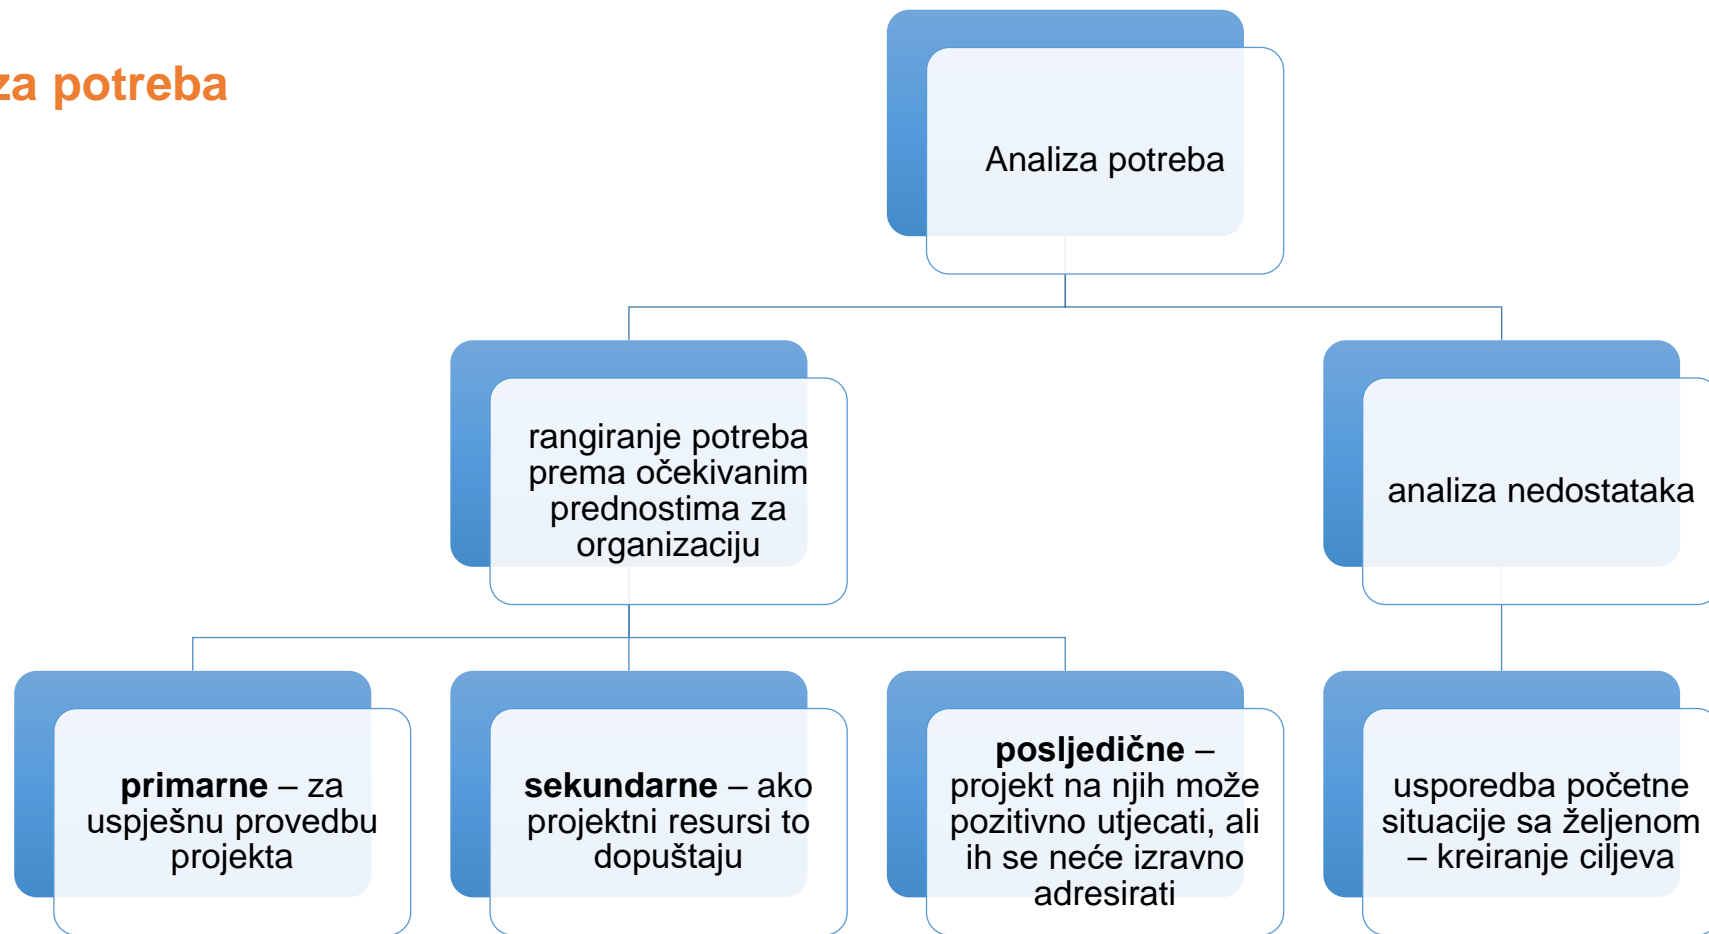 za potreba
Analiza potreba
rangiranje potreba
prema očekivanim
prednostima za
organizaciju
analiza nedostataka
primarne – za
uspješnu provedbu
projekta
sekundarne – ako
projektni resursi to
dopuštaju
posljedične –
projekt na njih može
pozitivno utjecati, ali
ih se neće izravno
adresirati
usporedba početne
situacije sa željenom
– kreiranje ciljeva